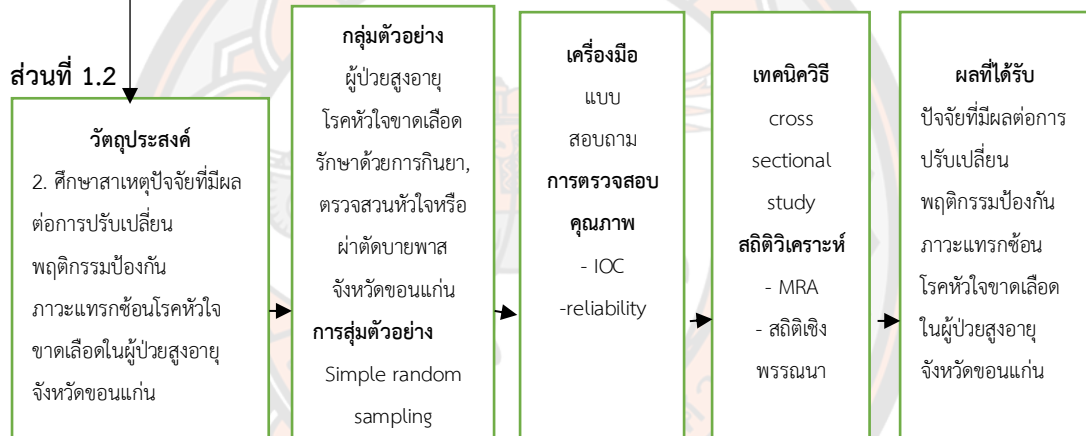 ส่วนที่ 1.2
วัตถุประสงค์
2. ศึกษาสาเหตุปัจจัยที่มีผล
ต่อการปรับเปลี่ยน
พฤติกรรมป้องกัน
ภาวะแทรกซ้อนโรคหัวใจ
ขาดเลือดในผู้ป่วยสูงอายุ
จังหวัดขอนแก่น
กลุ่มตัวอย่าง
ผู้ป่วยสูงอายุ
โรคหัวใจขาดเลือด
รักษาด้วยการกินยา,
ตรวจสวนหัวใจหรือ
ผ่าตัดบายพาส
จังหวัดขอนแก่น
การสุ่มตัวอย่าง
Simple random
sampling
เครื่องมือ
แบบ
สอบถาม
การตรวจสอบ
คุณภาพ
- IOC
-reliability
เทคนิควิธี
cross
sectional
study
สถิติวิเคราะห์
- MRA
- สถิติเชิง
พรรณนา
ผลที่ได้รับ
ปัจจัยที่มีผลต่อการ
ปรับเปลี่ยน
พฤติกรรมป้องกัน
ภาวะแทรกซ้อน
โรคหัวใจขาดเลือด
ในผู้ป่วยสูงอายุ
จังหวัดขอนแก่น